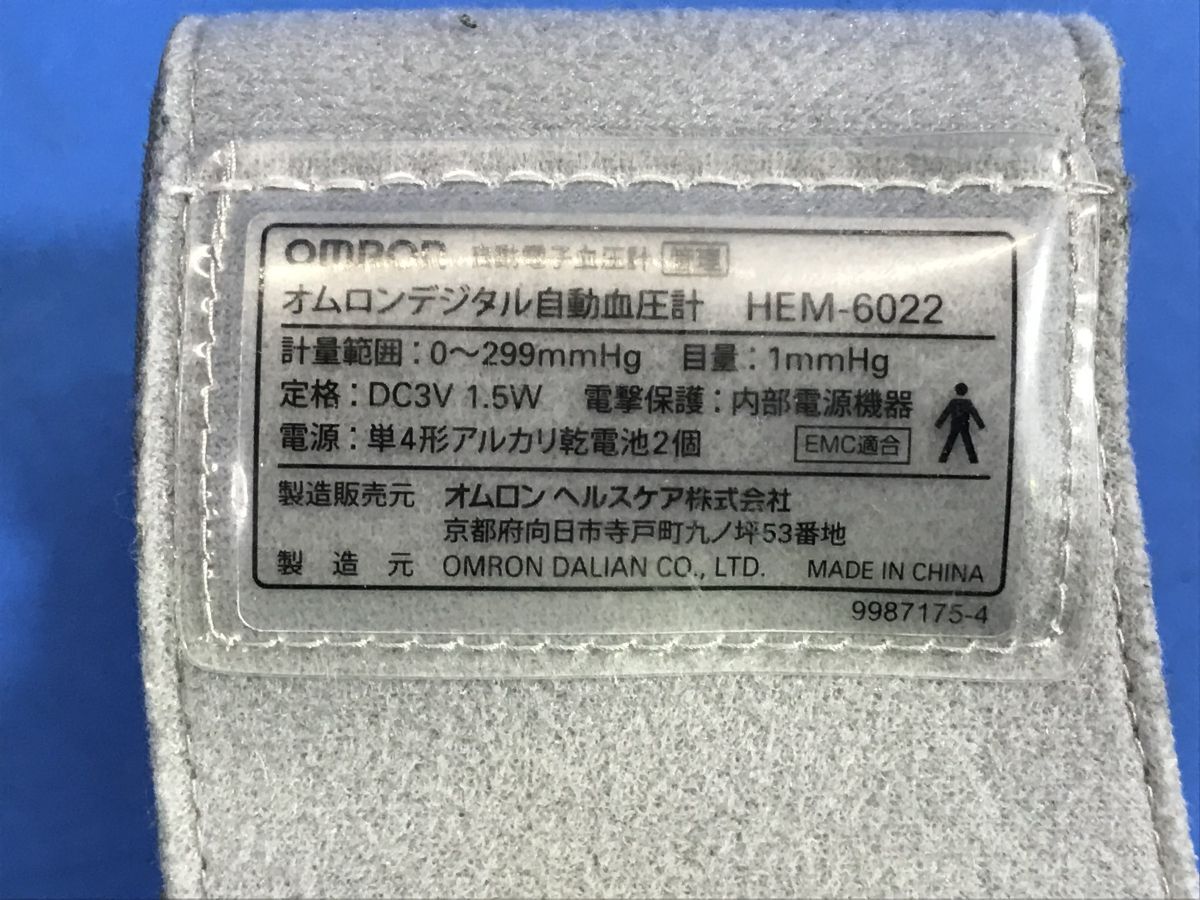 OMRON 自動電子血圧計 管理
オムロンデジタル自動血圧計 HEM-6022
計量範囲：0〜299mmHg 目量：1mmHg
定格：DC3V 1.5W 電撃保護：内部電源機器
電源：単4形アルカリ乾電池2個 EMC適合
製造販売元 オムロン ヘルスケア株式会社
京都府向日市寺戸町九ノ坪53番地
製造元 OMRON DALIAN CO., LTD. MADE IN CHINA
9987175-4